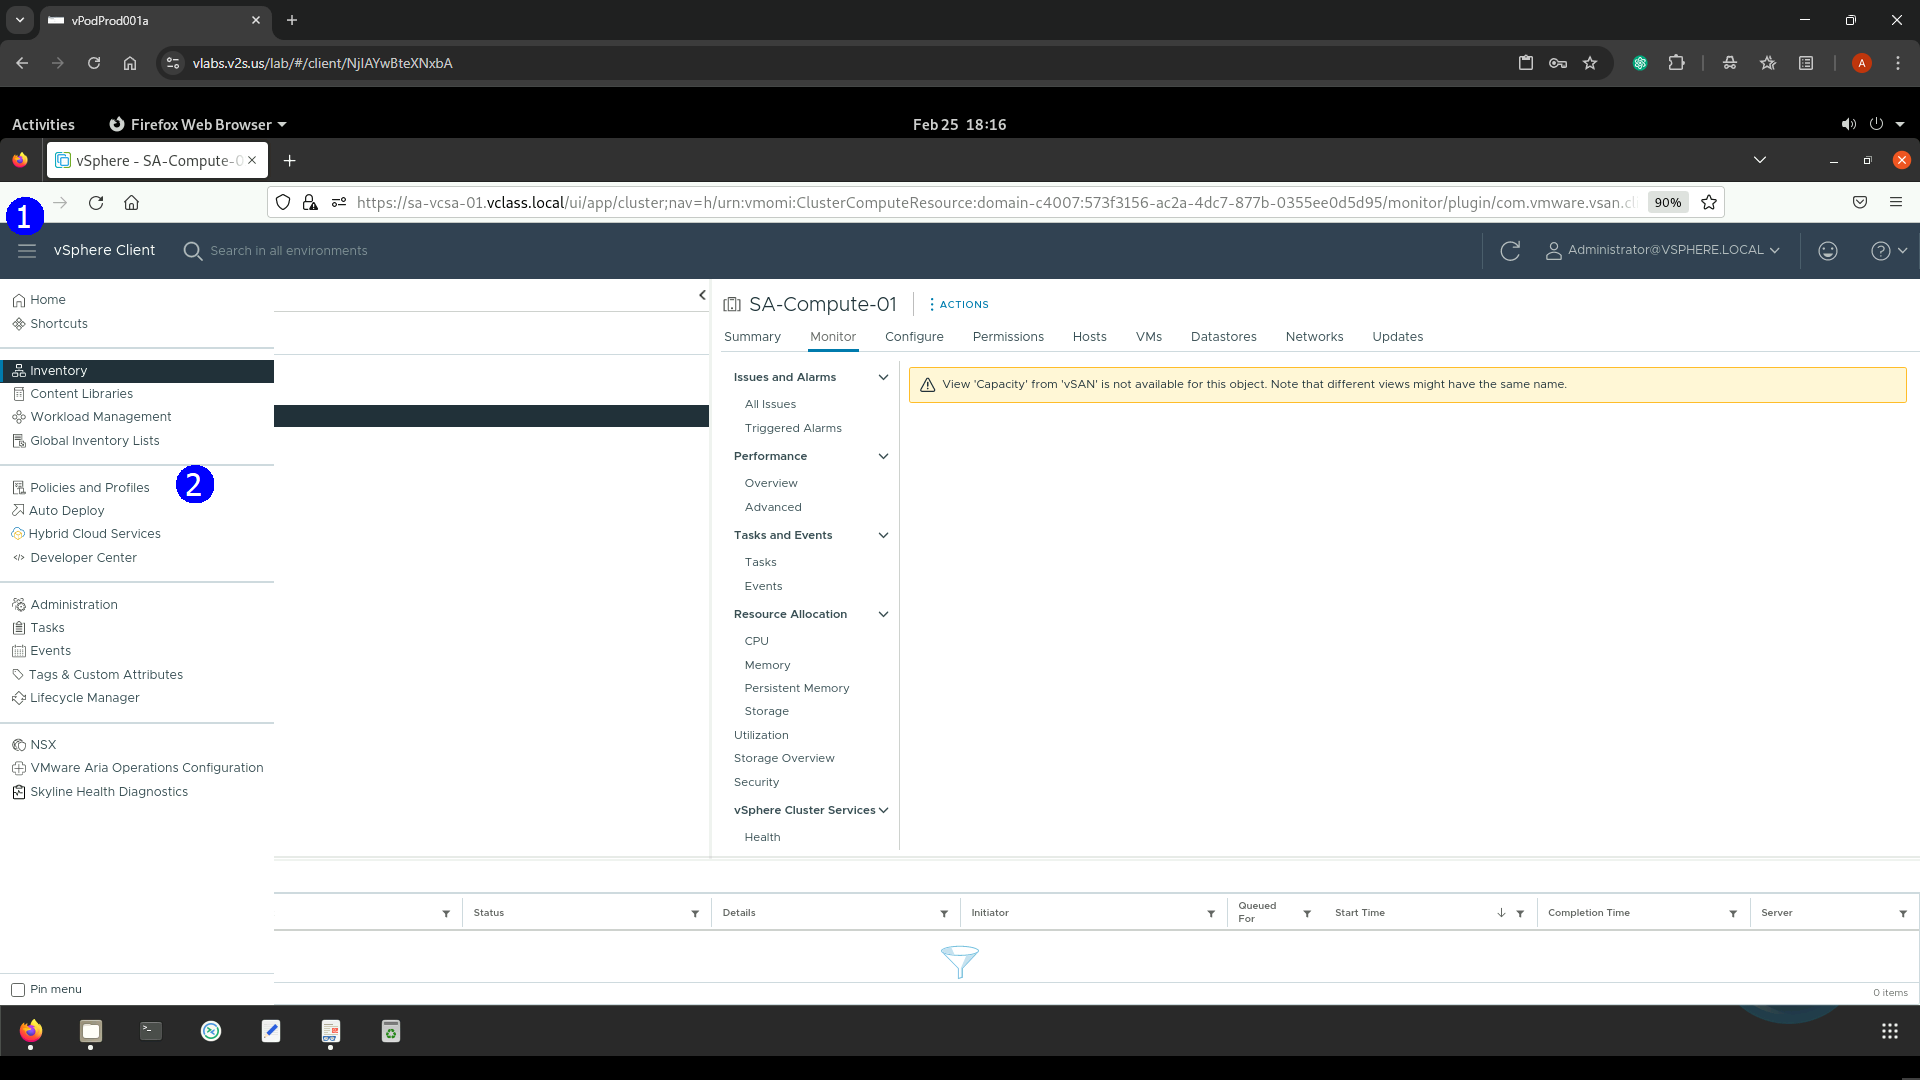 vPodProd001a
vlabs.v2s.us/lab/#/client/NjlAYwBteXNxbA
A
Activities
Firefox Web Browser
Feb 25 18:16
vSphere - SA-Compute-0
https://sa-vcsa-01.vclass.local/ui/app/cluster;nav=h/urn:vmomi:ClusterComputeResource:domain-c4007:573f3156-ac2a-4dc7-877b-0355ee0d5d95/monitor/plugin/com.vmware.vsan.cl
90%
1
vSphere Client
Search in all environments
Administrator@VSPHERE.LOCAL
Home
Shortcuts
Inventory
Content Libraries
Workload Management
Global Inventory Lists
Policies and Profiles
2
Auto Deploy
Hybrid Cloud Services
Developer Center
Administration
Tasks
Events
Tags & Custom Attributes
Lifecycle Manager
NSX
VMware Aria Operations Configuration
Skyline Health Diagnostics
Pin menu
SA-Compute-01
ACTIONS
Summary
Monitor
Configure
Permissions
Hosts
VMs
Datastores
Networks
Updates
Issues and Alarms
All Issues
Triggered Alarms
Performance
Overview
Advanced
Tasks and Events
Tasks
Events
Resource Allocation
CPU
Memory
Persistent Memory
Storage
Utilization
Storage Overview
Security
vSphere Cluster Services
Health
View 'Capacity' from 'vSAN' is not available for this object. Note that different views might have the same name.
Status
Details
Initiator
Queued
For
Start Time
Completion Time
Server
0 items